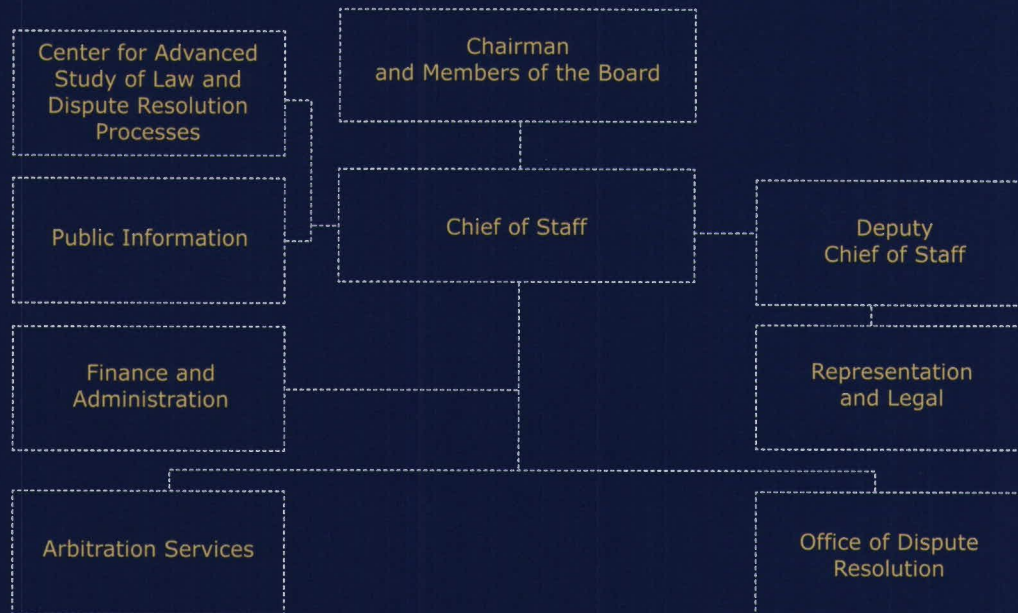 Center for Advanced
Study of Law and
Dispute Resolution
Processes
Chairman
and Members of the Board
Public Information
Chief of Staff
Deputy
Chief of Staff
Finance and
Administration
Representation
and Legal
Arbitration Services
Office of Dispute
Resolution